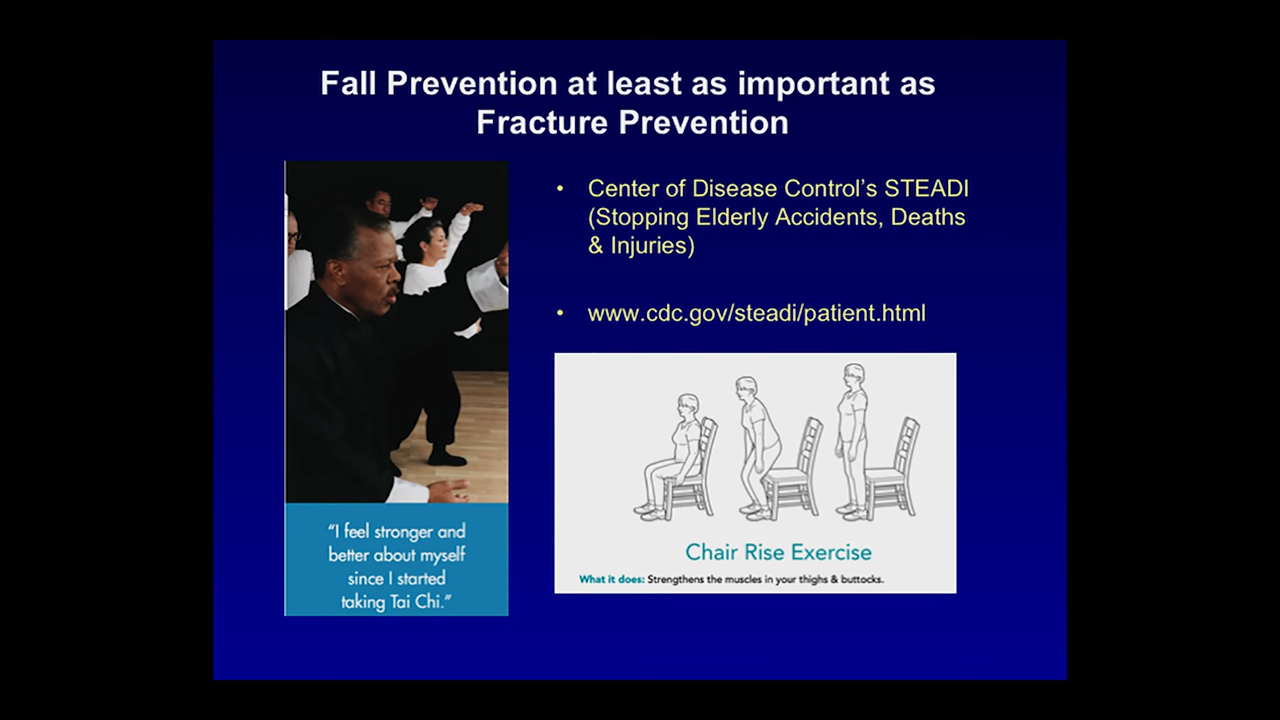 Fall Prevention at least as important as
Fracture Prevention
• Center of Disease Control’s STEADI
(Stopping Elderly Accidents, Deaths
& Injuries)
• www.cdc.gov/steadi/patient.html
“I feel stronger and
better about myself
since I started
taking Tai Chi.”
Chair Rise Exercise
What it does: Strengthens the muscles in your thighs & buttocks.